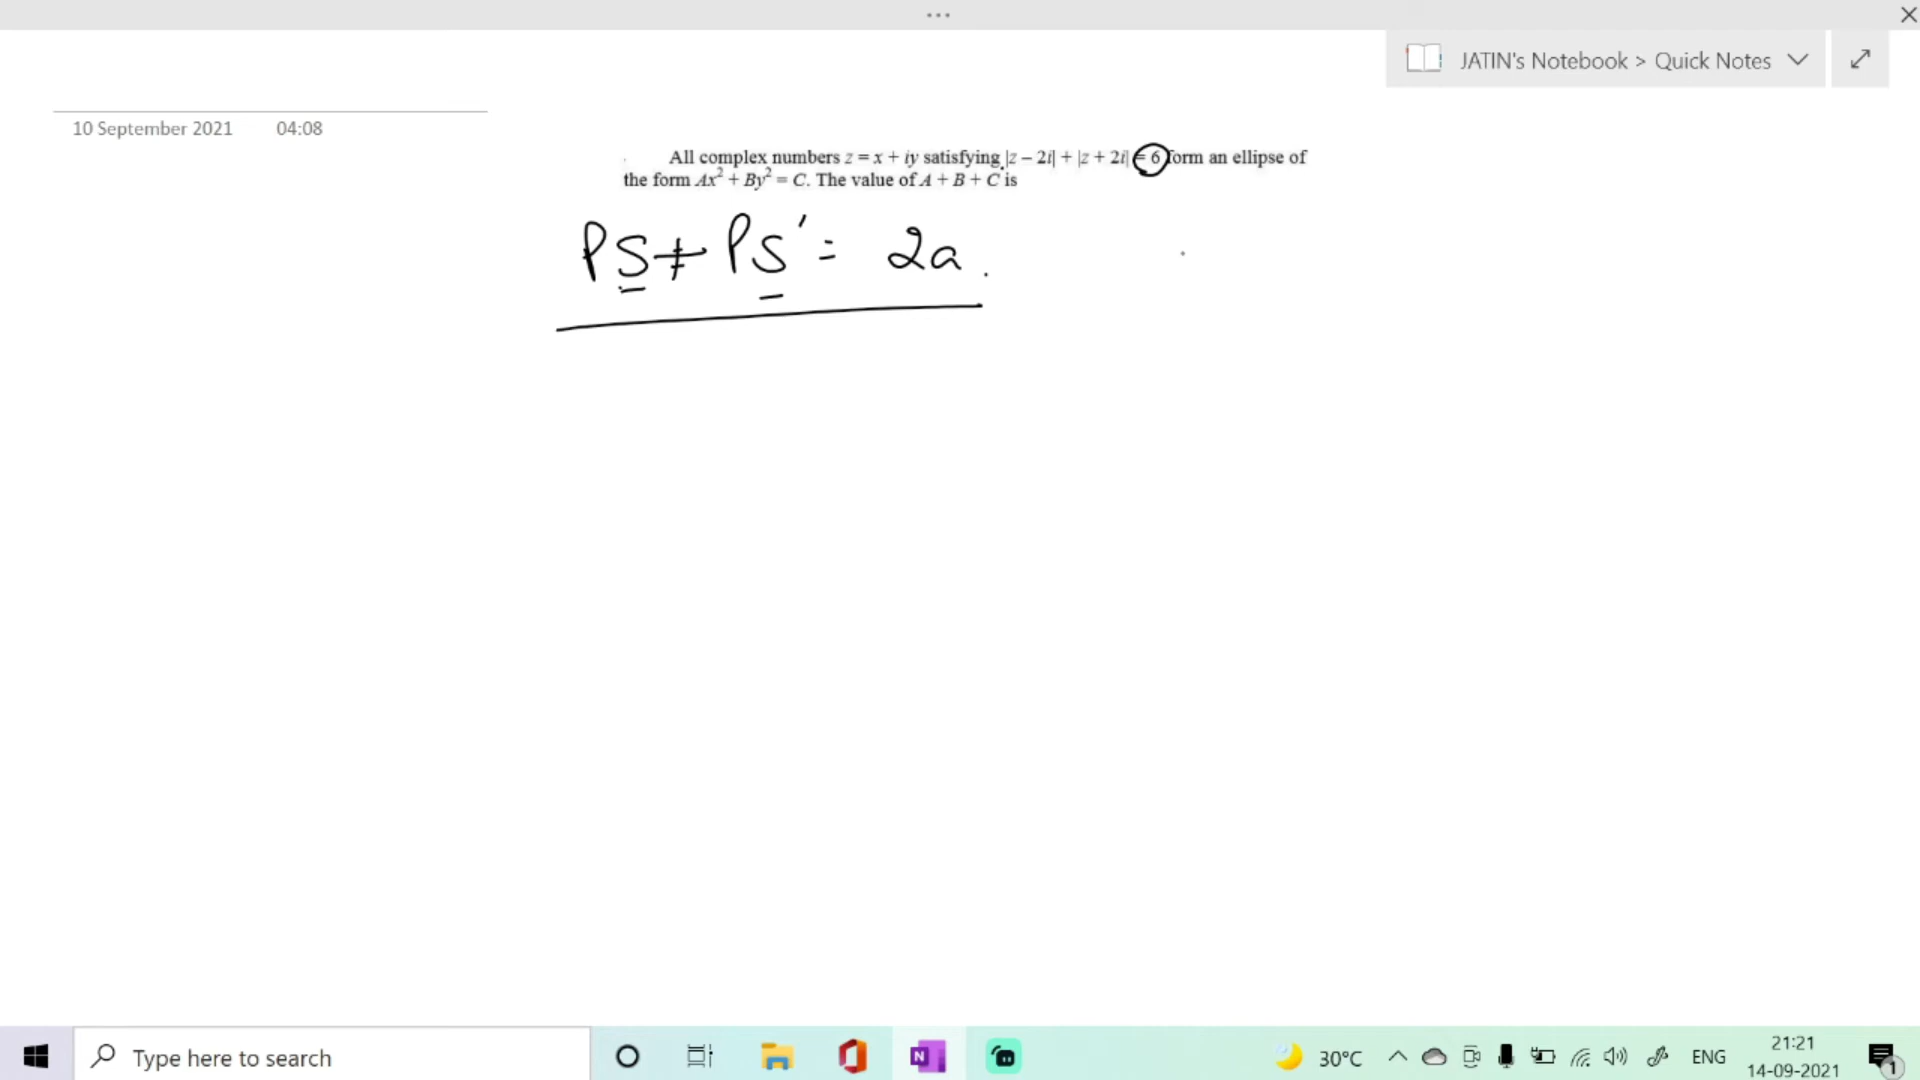 JATIN's Notebook > Quick Notes
10 September 2021 04:08
All complex numbers z = x + iy satisfying |z – 2i| + |z + 2i| = 6 form an ellipse of
the form Ax² + By² = C. The value of A + B + C is
PS + PS' = 2a.
Type here to search
30°C
ENG
21:21
14-09-2021
1